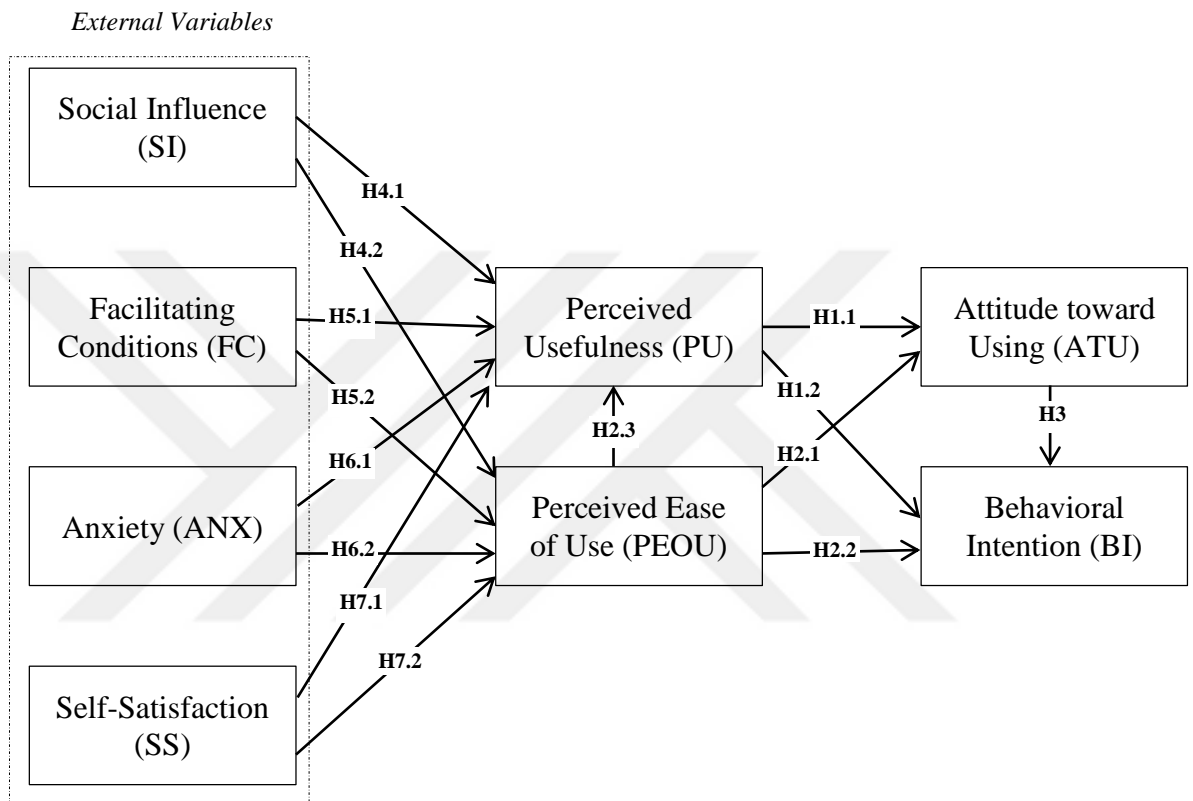 External Variables
Social Influence
(SI)
H4.1
H4.2
Facilitating
Conditions (FC)
H5.1
H5.2
Perceived
Usefulness (PU)
H1.1
H1.2
Attitude toward
Using (ATU)
H2.3
H2.1
H3
Anxiety (ANX)
H6.1
H6.2
Perceived Ease
of Use (PEOU)
H2.2
Behavioral
Intention (BI)
H7.1
H7.2
Self-Satisfaction
(SS)